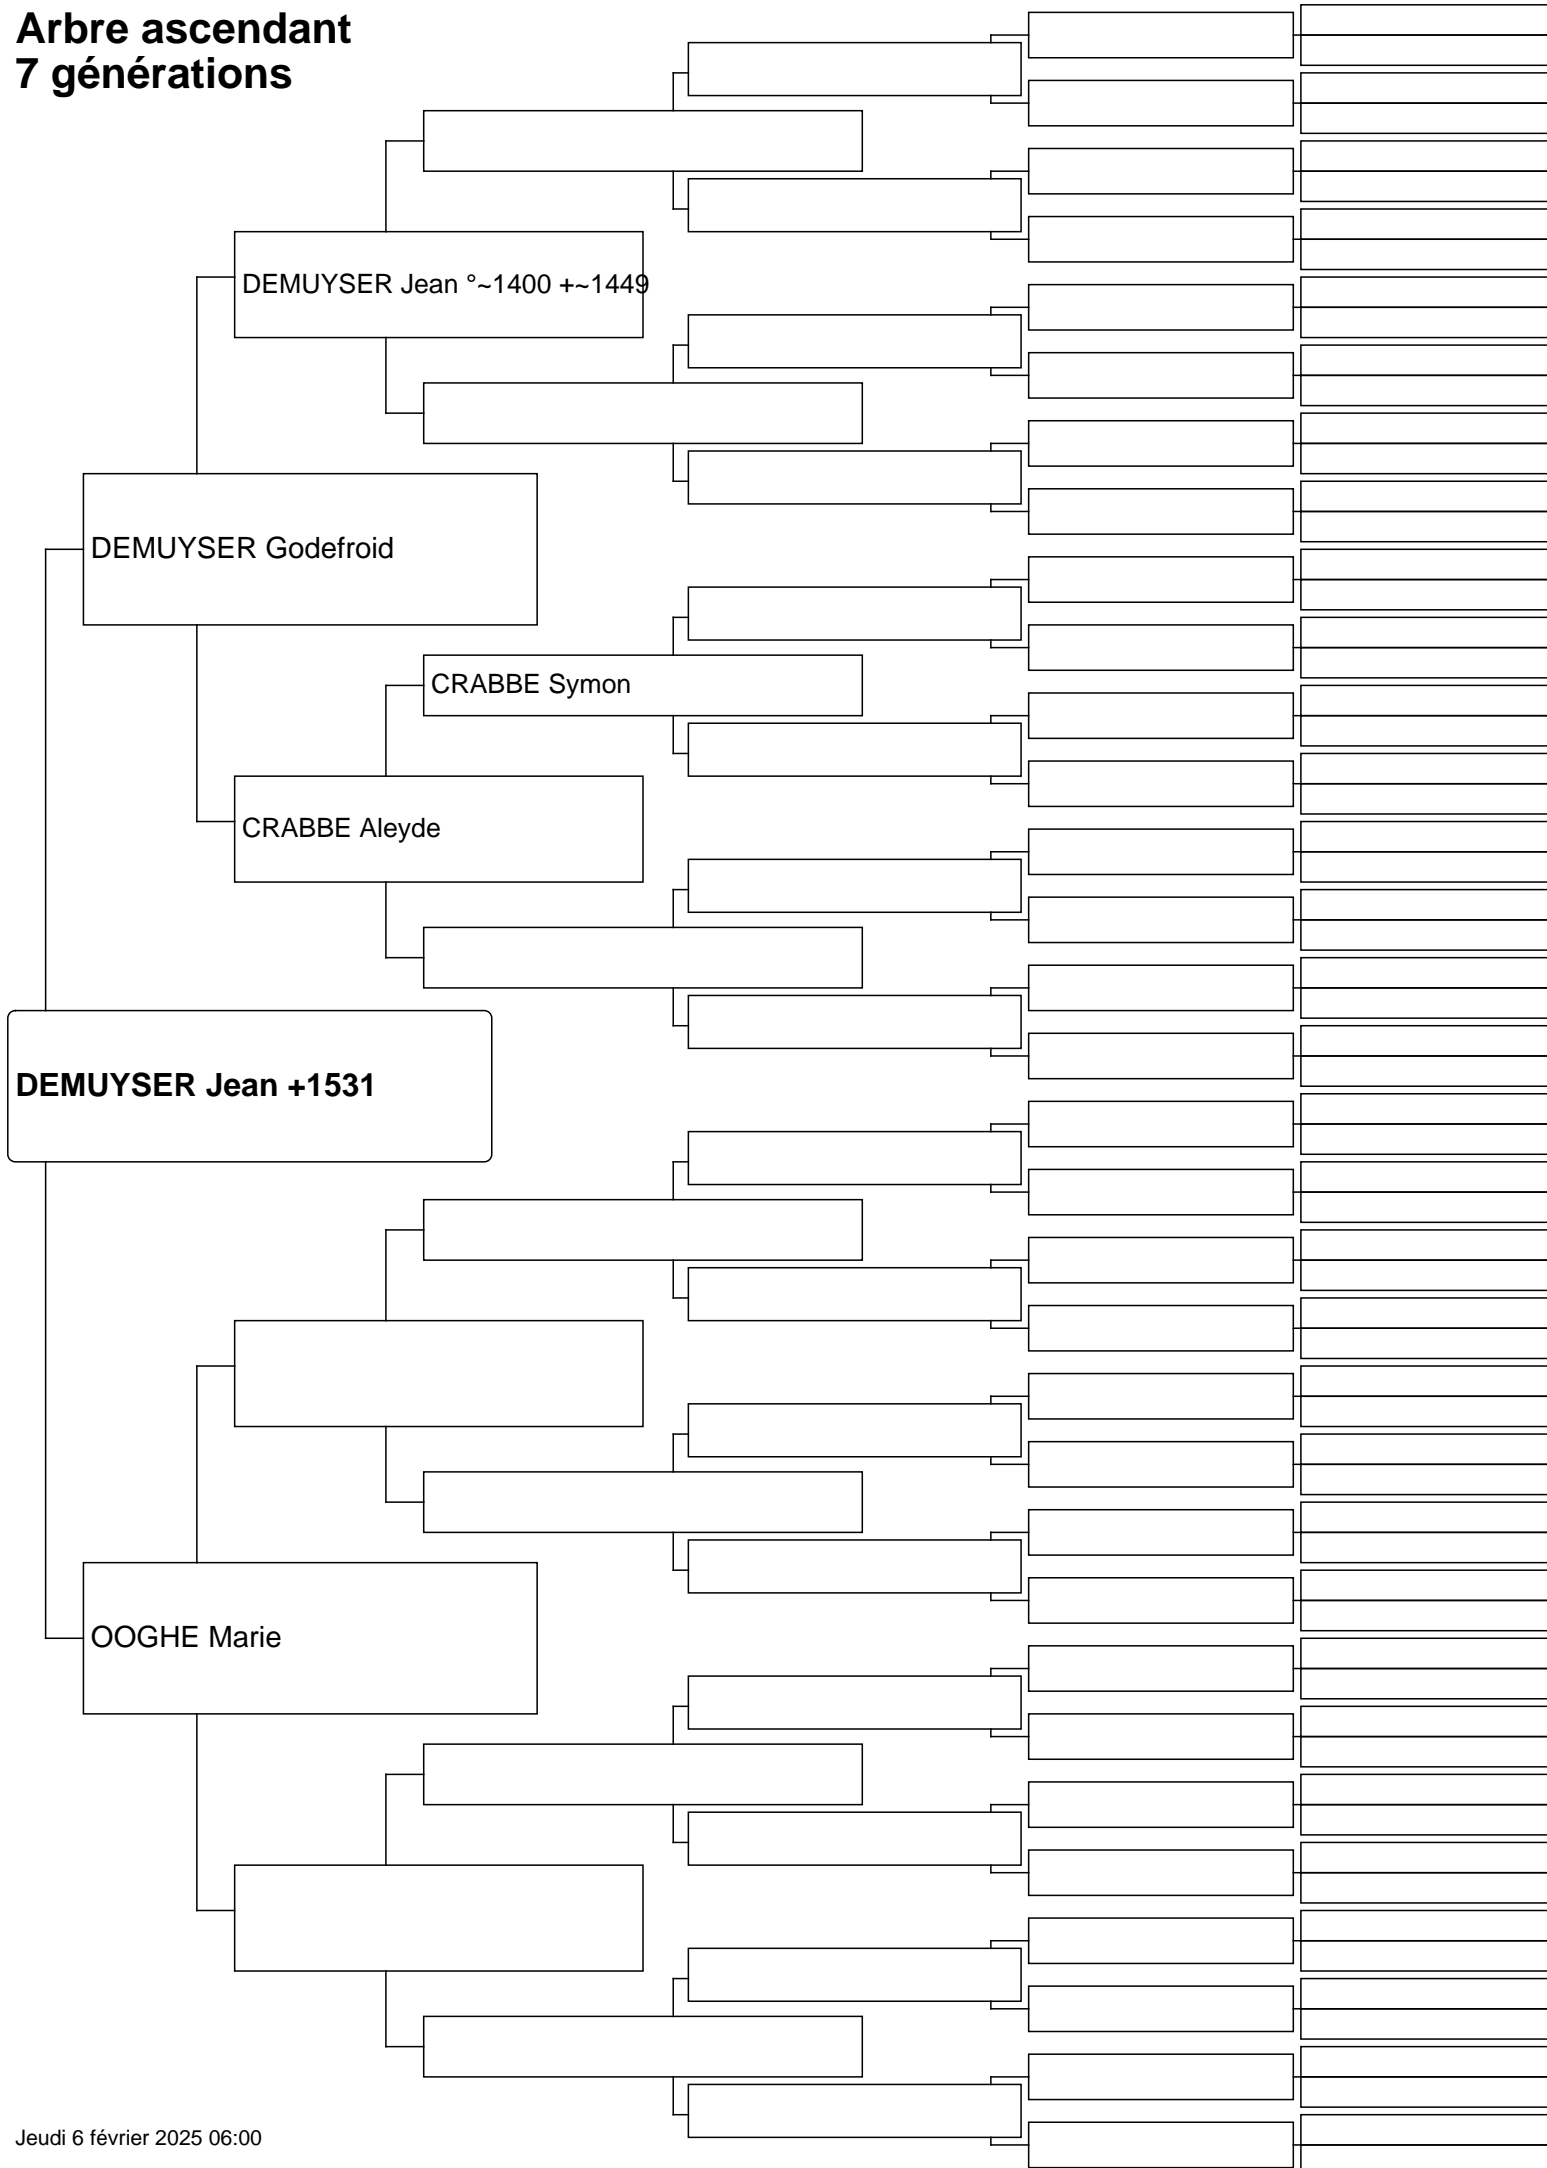 Arbre ascendant
7 générations
DEMUYSER Jean °~1400 +~1449
DEMUYSER Godefroid
CRABBE Symon
CRABBE Aleyde
DEMUYSER Jean +1531
OOGHE Marie
Jeudi 6 février 2025 06:00